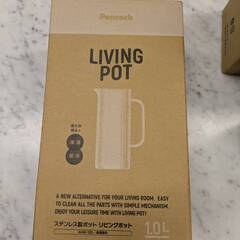 Peacock
LIVING
POT
A NEW ALTERNATIVE FOR YOUR LIVING ROOM. EASY
TO CLEAN ALL THE PARTS WITH SIMPLE MECHANISM.
ENJOY YOUR LEISURE TIME WITH LIVING POT!
ステンレス製ポット リビングポット
1.0L